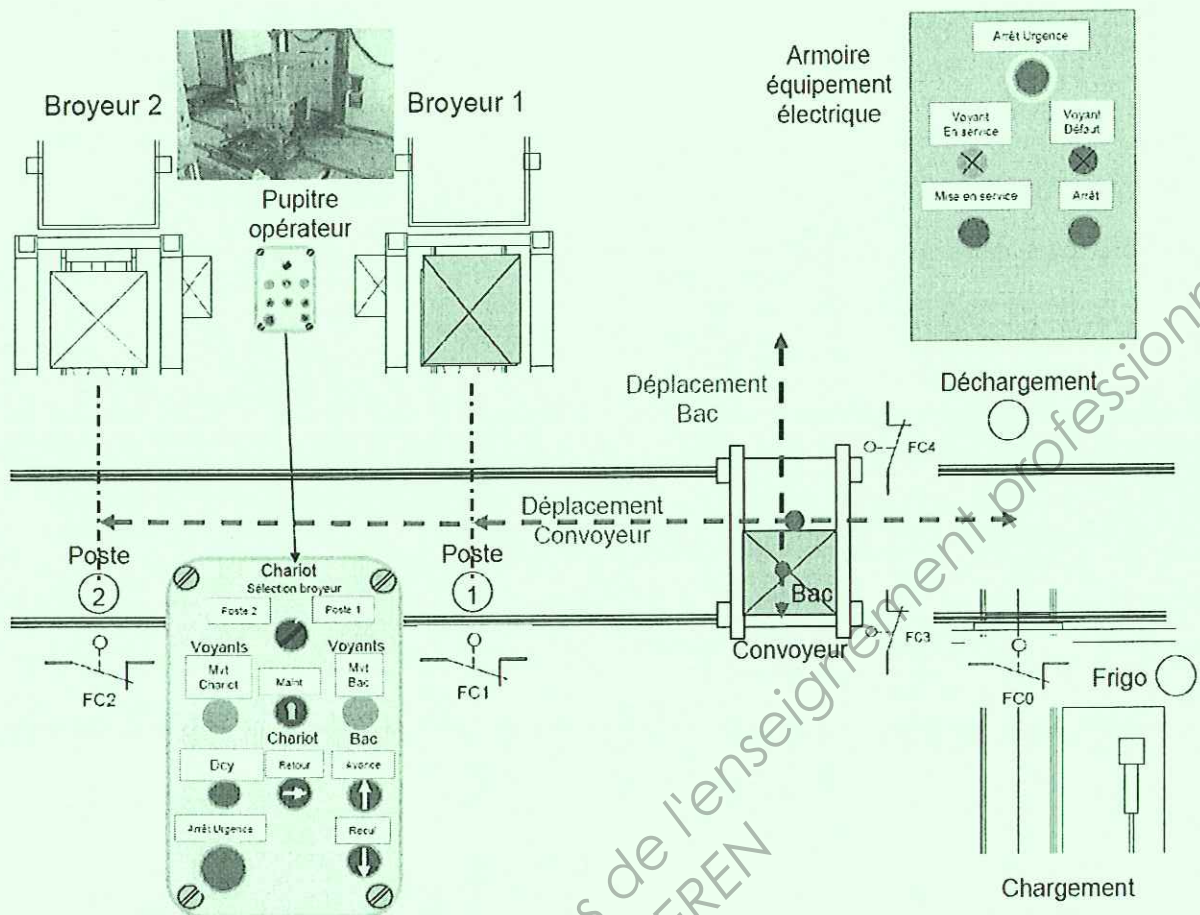 Arrêt Urgence
Armoire
équipement
électrique
Voyant
En service
Voyant
Défaut
Mise en service
Arrêt
Broyeur 2
Broyeur 1
Pupitre
opérateur
Déplacement
Bac
Déchargement
FC4
Déplacement
Convoyeur
Poste
2
Poste
1
Bac
Convoyeur
FC3
FC2
FC1
FC0
Frigo
Chargement
Chariot
Sélection broyeur
Poste 2
Poste 1
Voyants
Voyants
Mvt
Chariot
Maint
Mvt
Bac
Chariot
Bac
Dcy
Retour
Avance
Arrêt Urgence
Recul
s de l'enseignement professionn